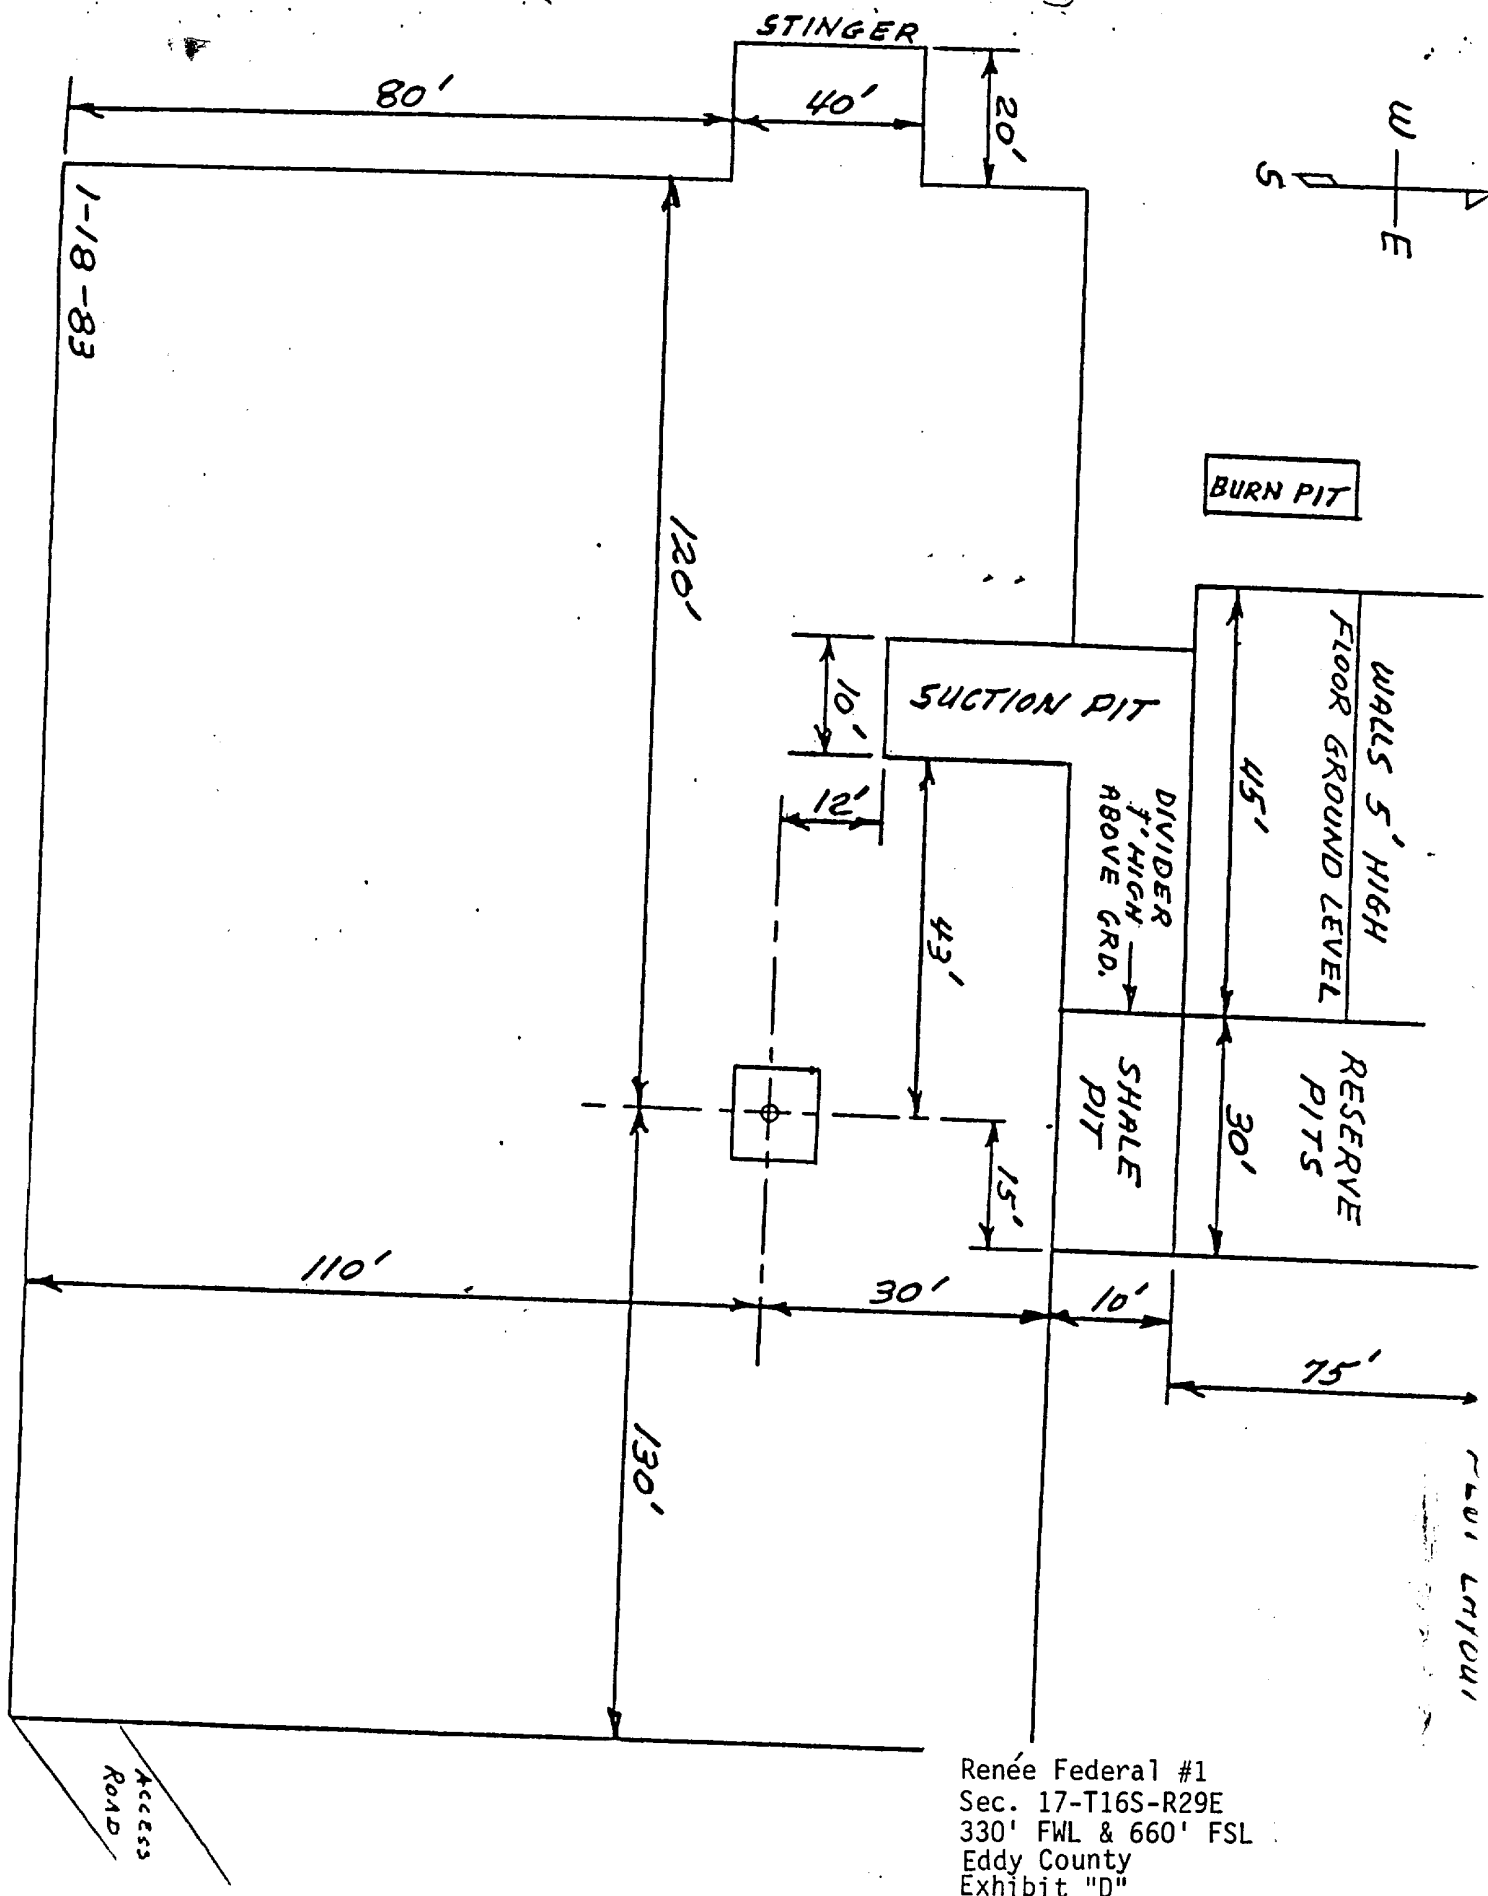 STINGER
80'
40'
20'
W
S
E
1-18-83
BURN PIT
120'
10'
SUCTION PIT
WALLS 5' HIGH
FLOOR GROUND LEVEL
45'
12'
DIVIDER
HIGH
ABOVE GRD.
43'
SHALE
PIT
30'
RESERVE
PITS
15'
110'
30'
10'
75'
130'
LAYOUT
ACCESS
ROAD
Renée Federal #1
Sec. 17-T16S-R29E
330' FWL & 660' FSL
Eddy County
Exhibit "D"